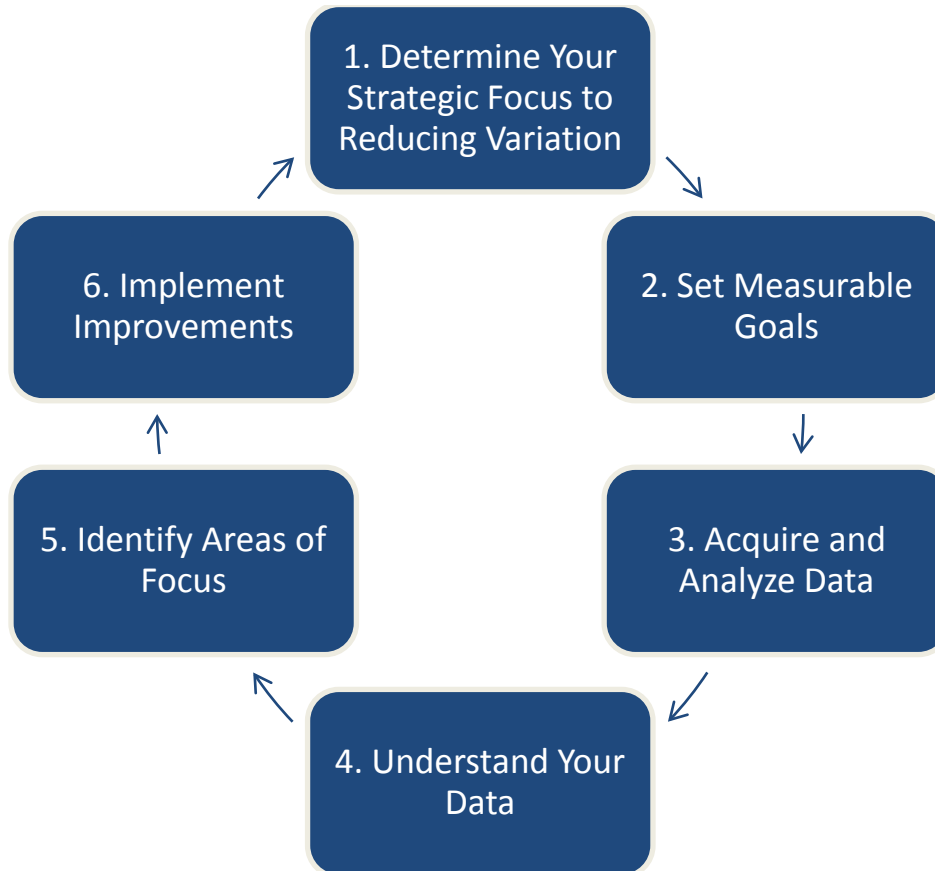 1. Determine Your
Strategic Focus to
Reducing Variation
2. Set Measurable
Goals
3. Acquire and
Analyze Data
4. Understand Your
Data
5. Identify Areas of
Focus
6. Implement
Improvements